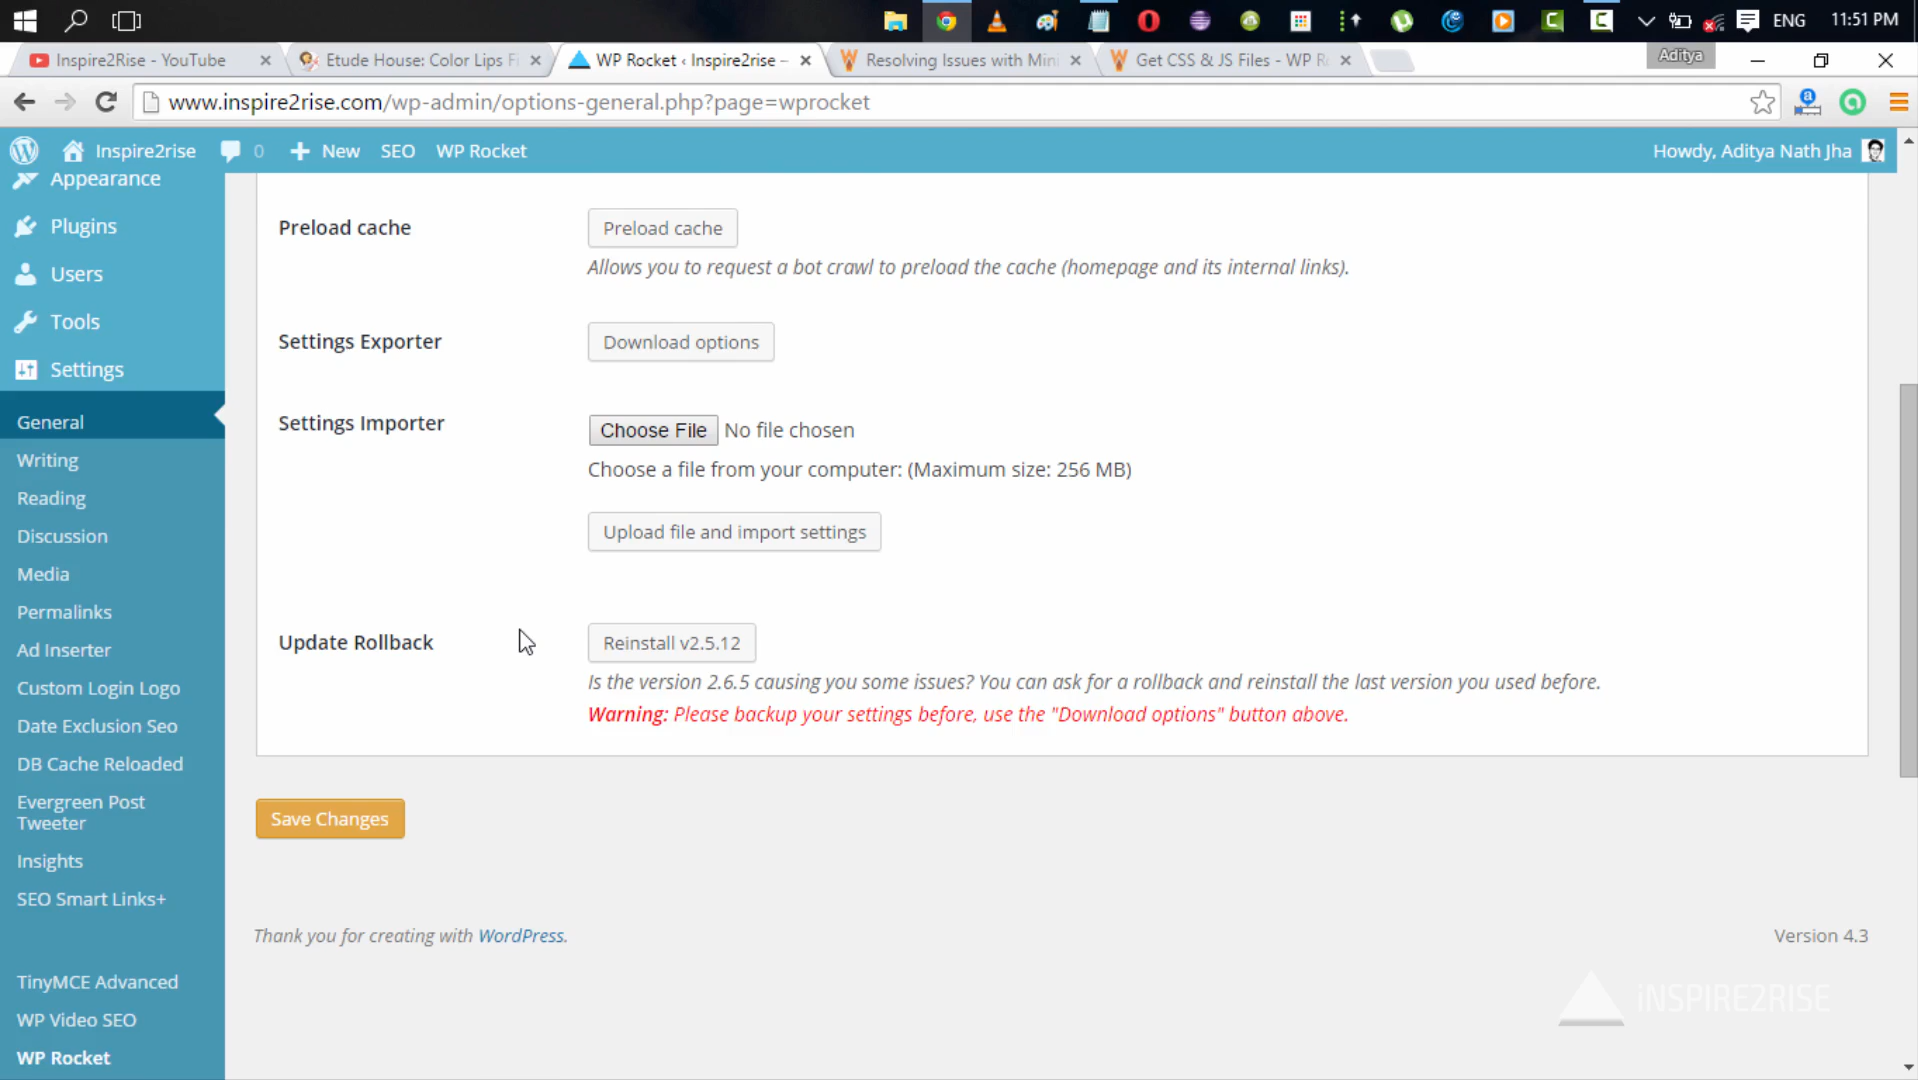 ENG
11:51 PM
Inspire2Rise - YouTube
Etude House: Color Lips F
WP Rocket ‹ Inspire2rise –
Resolving Issues with Mini
Get CSS & JS Files - WP R
Aditya
www.inspire2rise.com/wp-admin/options-general.php?page=wprocket
Inspire2rise
0
New
SEO
WP Rocket
Howdy, Aditya Nath Jha
Appearance
Plugins
Users
Tools
Settings
General
Writing
Reading
Discussion
Media
Permalinks
Ad Inserter
Custom Login Logo
Date Exclusion Seo
DB Cache Reloaded
Evergreen Post
Tweeter
Insights
SEO Smart Links+
TinyMCE Advanced
WP Video SEO
WP Rocket
Preload cache
Preload cache
Allows you to request a bot crawl to preload the cache (homepage and its internal links).
Settings Exporter
Download options
Settings Importer
Choose File No file chosen
Choose a file from your computer: (Maximum size: 256 MB)
Upload file and import settings
Update Rollback
Reinstall v2.5.12
Is the version 2.6.5 causing you some issues? You can ask for a rollback and reinstall the last version you used before.
Warning: Please backup your settings before, use the "Download options" button above.
Save Changes
Thank you for creating with WordPress.
Version 4.3
iNSPIRE2RISE